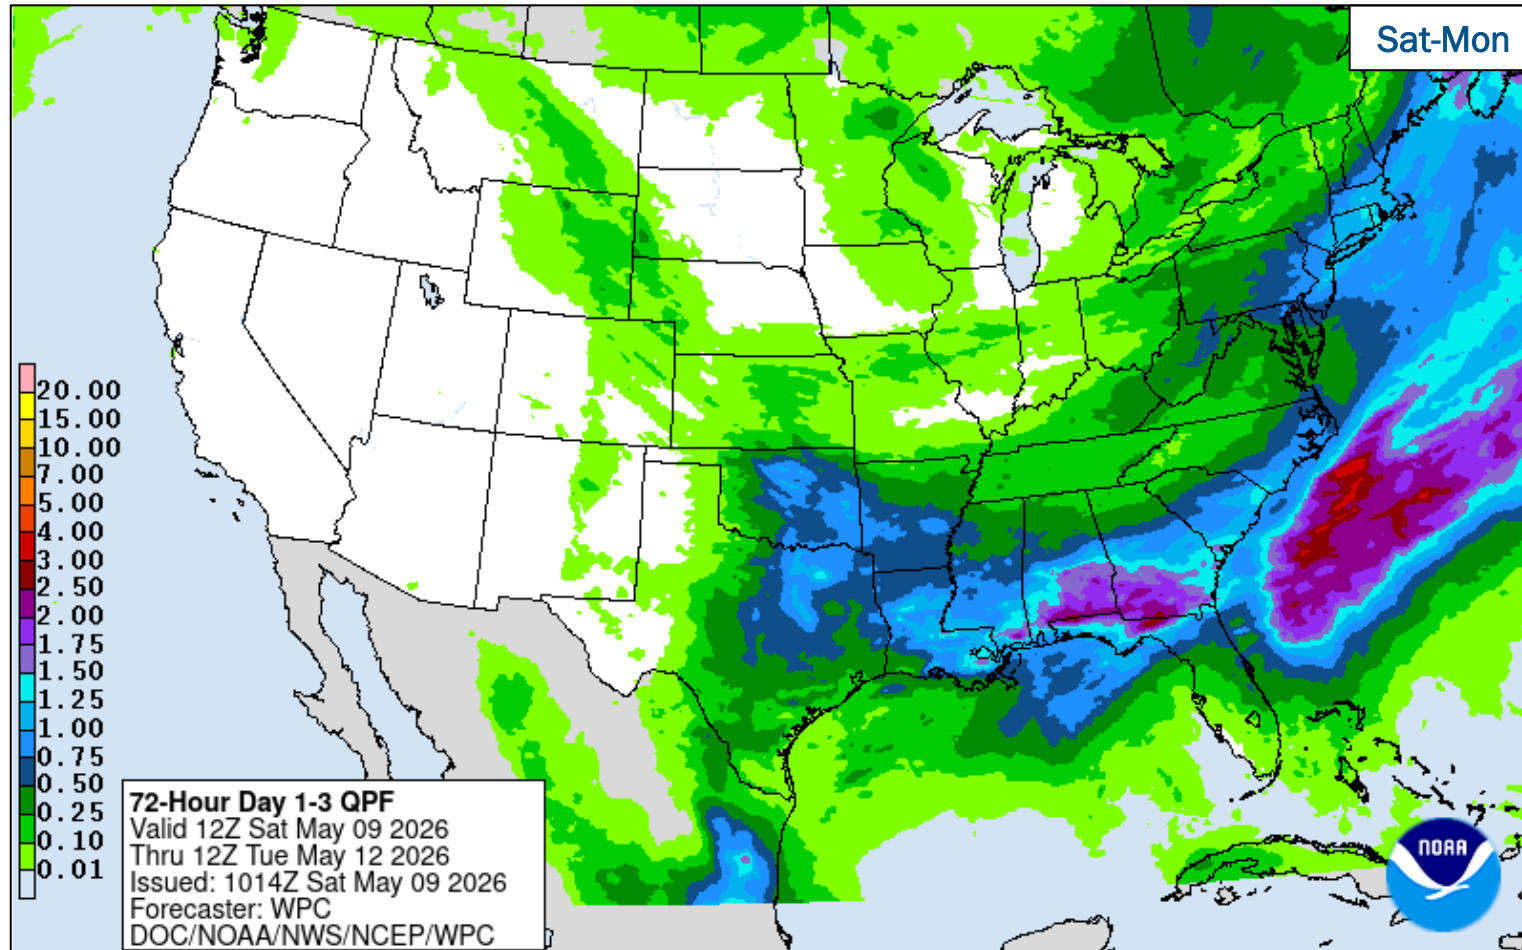 Sat-Mon
20.00
15.00
10.00
7.00
5.00
4.00
3.00
2.50
2.00
1.75
1.50
1.25
1.00
0.75
0.50
0.25
0.10
0.01
72-Hour Day 1-3 QPF
Valid 12Z Sat May 09 2026
Thru 12Z Tue May 12 2026
Issued: 1014Z Sat May 09 2026
Forecaster: WPC
DOC/NOAA/NWS/NCEP/WPC
NOAA